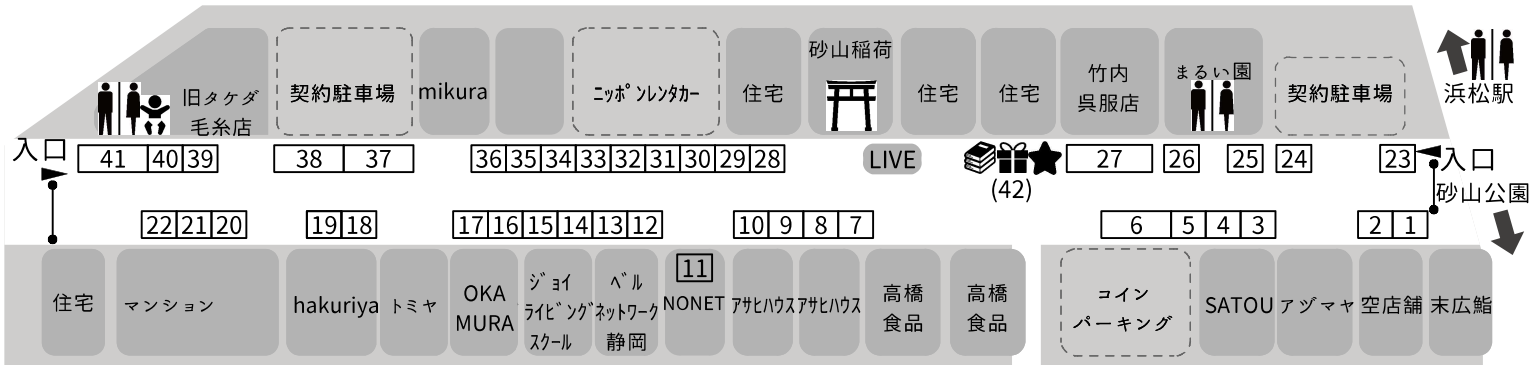 旧タケダ
毛糸店
契約駐車場
mikura
ニッポンレンタカー
住宅
砂山稲荷
住宅
住宅
竹内
呉服店
まるい園
契約駐車場
浜松駅
入口
41 40 39
38 37
36 35 34 33 32 31 30 29 28
LIVE
(42)
27
26
25
24
23
入口
砂山公園
22 21 20
19 18
17 16 15 14 13 12
10 9 8 7
6 5 4 3
2 1
住宅
マンション
hakuriya
トミヤ
OKA
MURA
ジョイ
ライビング
スクール
ベル
ネットワーク
静岡
11
NONET
アサヒハウス
アサヒハウス
高橋
食品
高橋
食品
コイン
パーキング
SATOU
アヅマヤ
空店舗
末広鮨